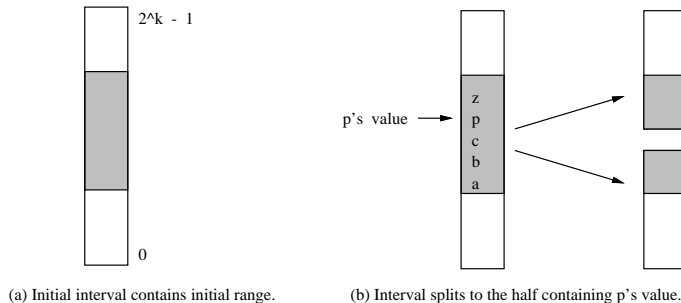 2^k - 1
0
(a) Initial interval contains initial range.
p's value
z
p
c
b
a
(b) Interval splits to the half containing p's value.